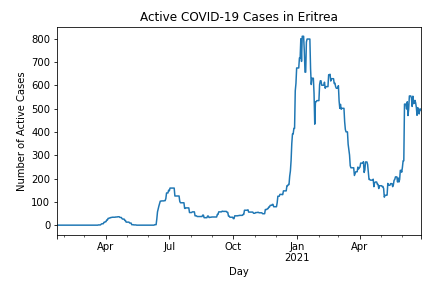 Active COVID-19 Cases in Eritrea
Number of Active Cases
800
700
600
500
400
300
200
100
0
Apr
Jul
Oct
Jan
2021
Apr
Day